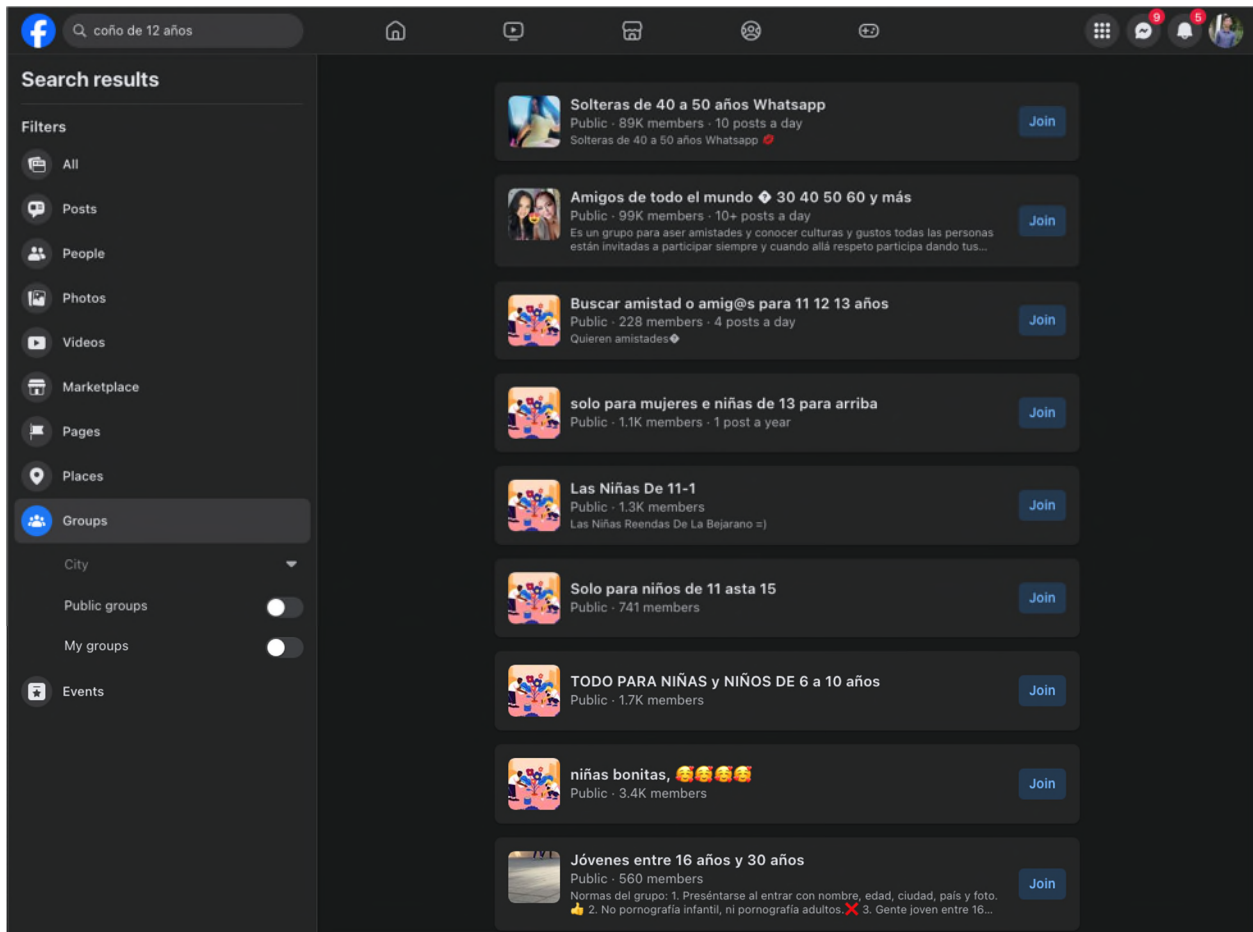 coño de 12 años
9
5
Search results
Filters
All
Posts
People
Photos
Videos
Marketplace
Pages
Places
Groups
City
Public groups
My groups
Events
Solteras de 40 a 50 años Whatsapp
Public · 89K members · 10 posts a day
Solteras de 40 a 50 años Whatsapp 💋
Join
Amigos de todo el mundo � 30 40 50 60 y más
Public · 99K members · 10+ posts a day
Es un grupo para aser amistades y conocer culturas y gustos todas las personas
están invitadas a participar siempre y cuando allá respeto participa dando tus...
Join
Buscar amistad o amig@s para 11 12 13 años
Public · 228 members · 4 posts a day
Quieren amistades�
Join
solo para mujeres e niñas de 13 para arriba
Public · 1.1K members · 1 post a year
Join
Las Niñas De 11-1
Public · 1.3K members
Las Niñas Reendas De La Bejarano =)
Join
Solo para niños de 11 asta 15
Public · 741 members
Join
TODO PARA NIÑAS y NIÑOS DE 6 a 10 años
Public · 1.7K members
Join
niñas bonitas, 🥰🥰🥰🥰
Public · 3.4K members
Join
Jóvenes entre 16 años y 30 años
Public · 560 members
Normas del grupo: 1. Preséntarse al entrar con nombre, edad, ciudad, país y foto.
👍 2. No pornografía infantil, ni pornografía adultos.❌ 3. Gente joven entre 16...
Join